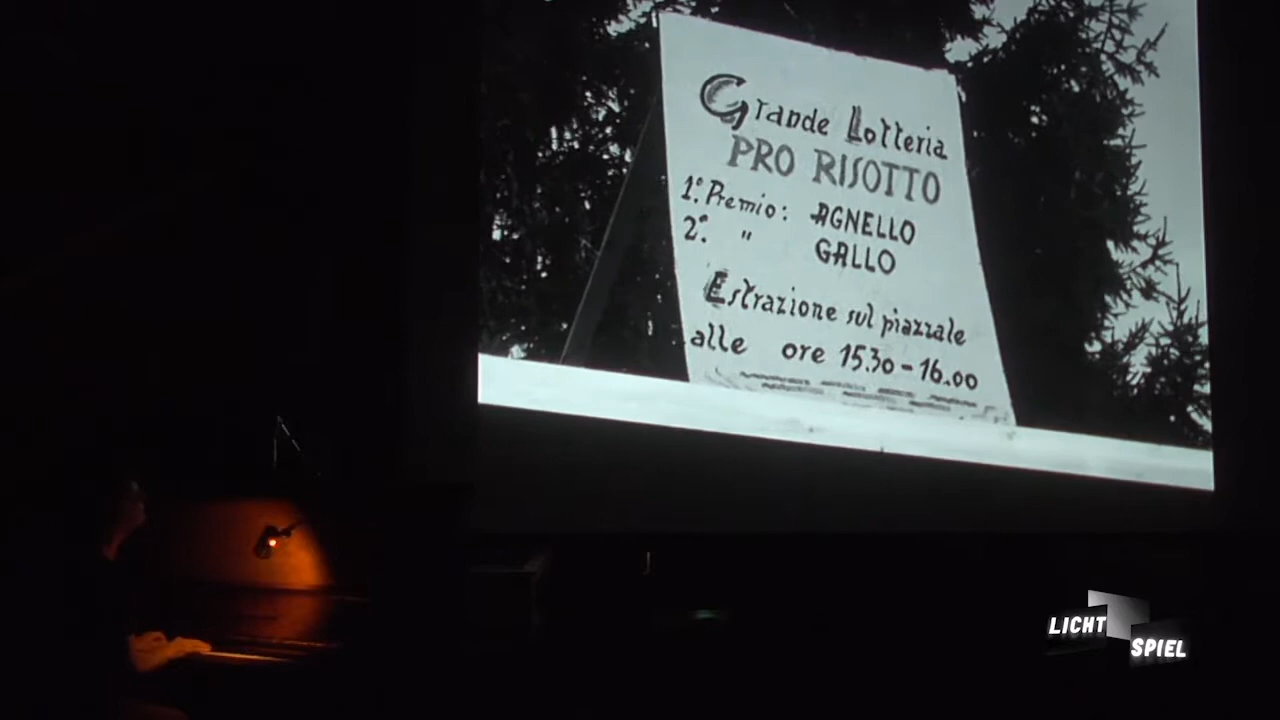 Grande Lotteria
PRO RISOTTO
1.° Premio: AGNELLO
2.° " GALLO
Estrazione sul piazzale
alle ore 15.30 - 16.00
LICHT
SPIEL